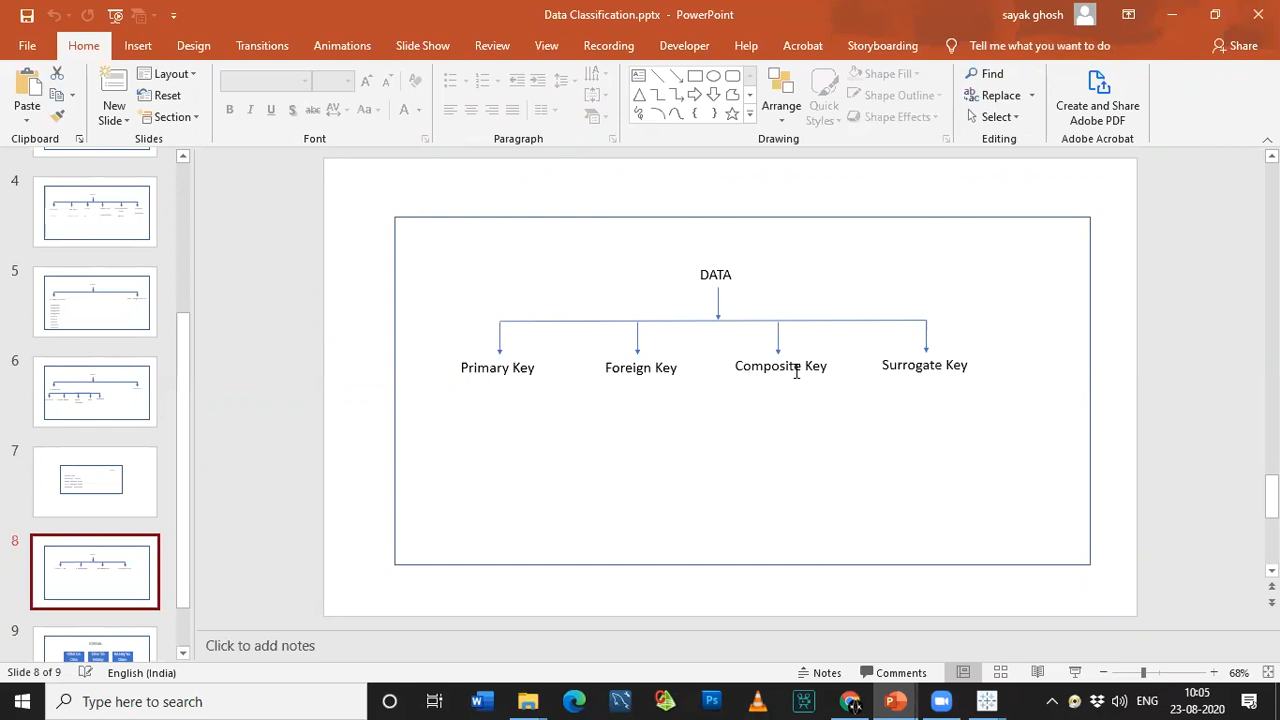 Data Classification.pptx - PowerPoint
sayak ghosh
File Home Insert Design Transitions Animations Slide Show Review View Recording Developer Help Acrobat Storyboarding Tell me what you want to do Share
Paste
New
Slide
Layout
Reset
Section
B I U S abc AV Aa A
Arrange
Quick
Styles
Shape Fill
Shape Outline
Shape Effects
Find
Replace
Select
Create and Share
Adobe PDF
Clipboard Slides Font Paragraph Drawing Editing Adobe Acrobat
4
5
6
7
8
9
DATA
Primary Key Foreign Key Composite Key Surrogate Key
Click to add notes
Slide 8 of 9 English (India) Notes Comments 68%
Type here to search
ENG
10:05
23-08-2020